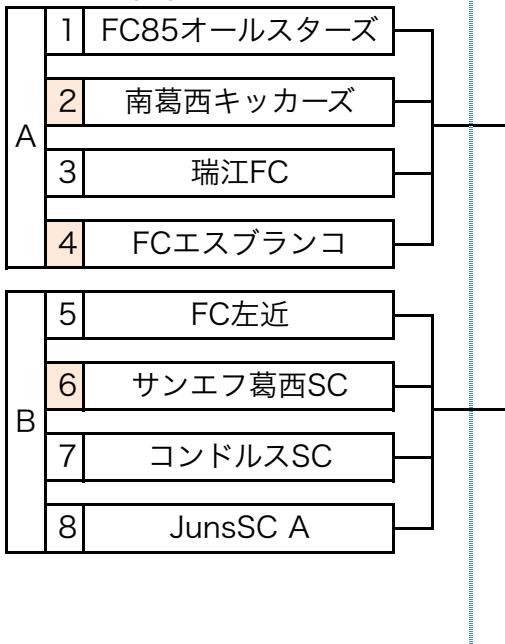 A
1 FC85オールスターズ
2 南葛西キッカーズ
3 瑞江FC
4 FCエスブランコ
B
5 FC左近
6 サンエフ葛西SC
7 コンドルスSC
8 JunsSC A